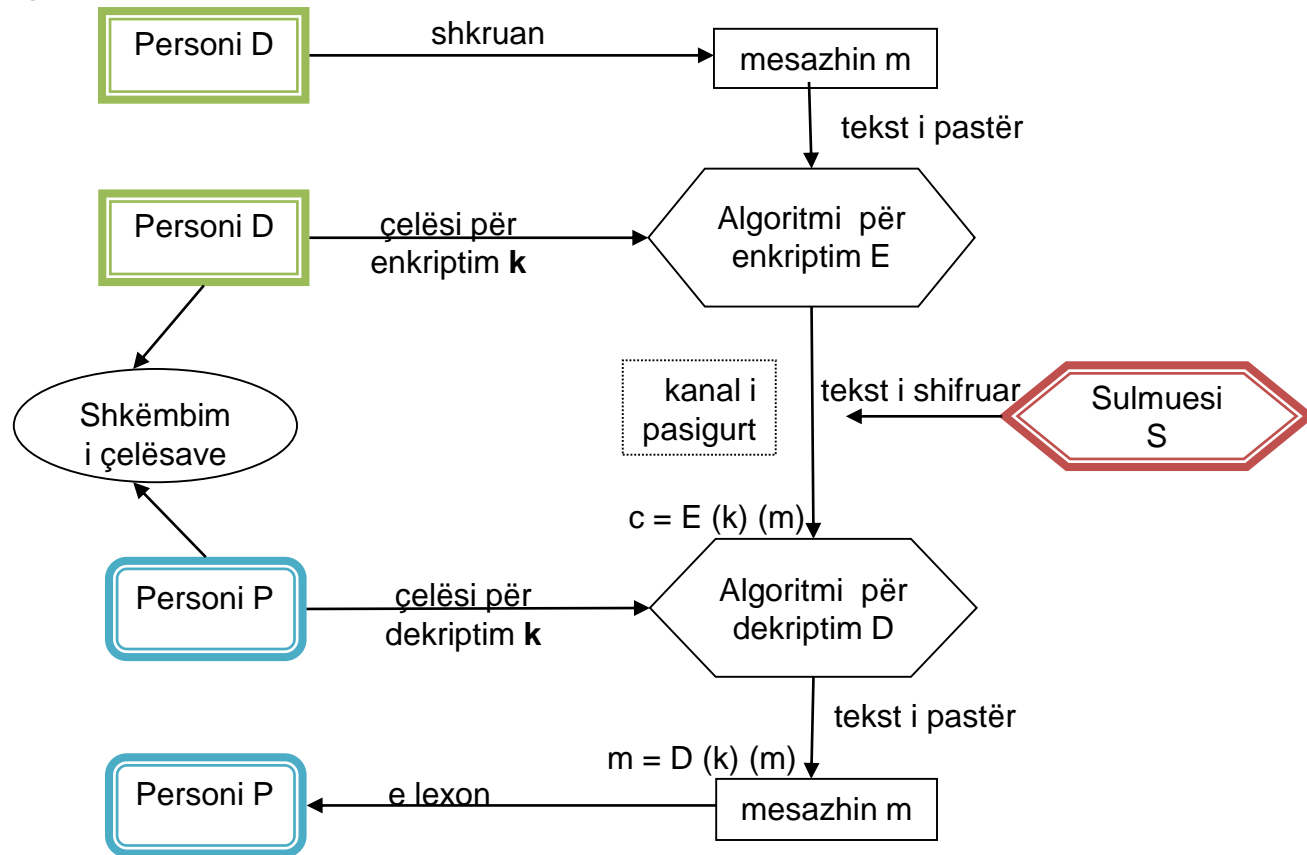 Personi D
shkruan
mesazhin m
tekst i pastër
Personi D
çelësi për
enkriptim k
Algoritmi për
enkriptim E
Shkëmbim
i çelësave
kanal i
pasigurt
tekst i shifruar
Sulmuesi
S
c = E (k) (m)
Personi P
çelësi për
dekriptim k
Algoritmi për
dekriptim D
tekst i pastër
m = D (k) (m)
Personi P
e lexon
mesazhin m